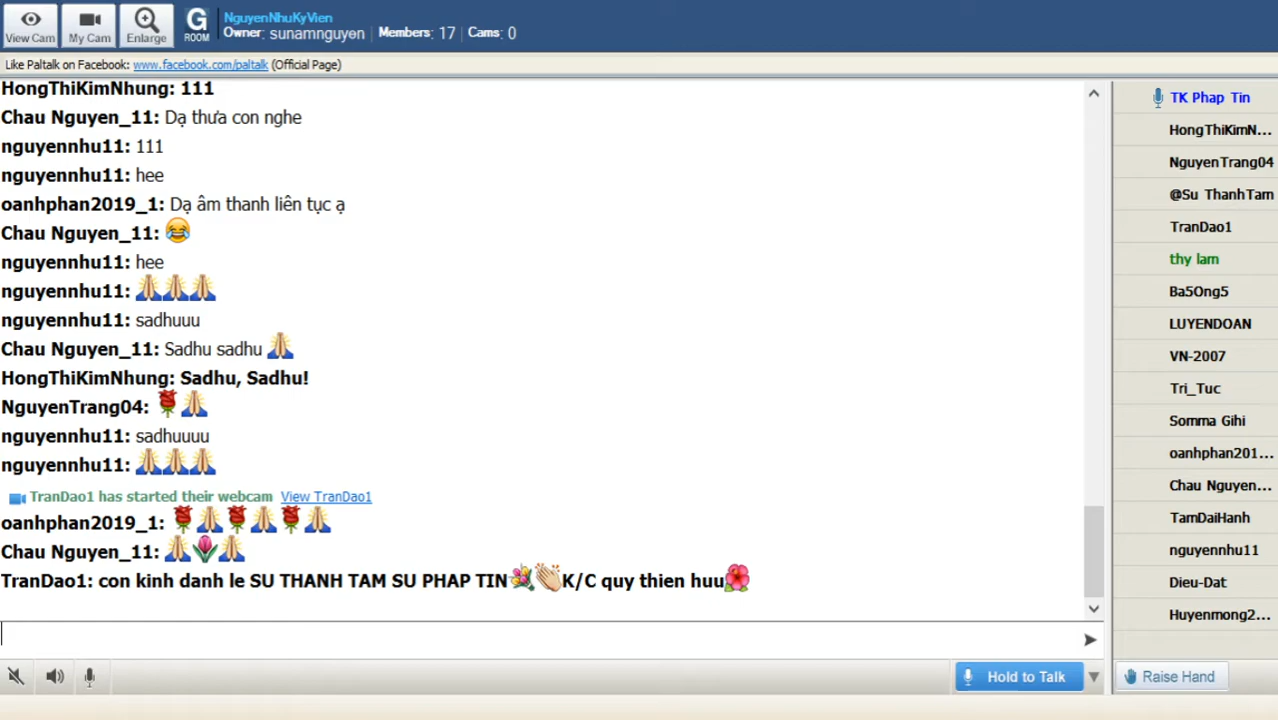 View Cam
My Cam
Enlarge
G
ROOM
NguyenNhuKyVien
Owner: sunamnguyen | Members: 17 | Cams: 0
Like Paltalk on Facebook: www.facebook.com/paltalk (Official Page)
HongThiKimNhung: 111
Chau Nguyen_11: Dạ thưa con nghe
nguyennhu11: 111
nguyennhu11: hee
oanhphan2019_1: Dạ âm thanh liên tục ạ
Chau Nguyen_11: 😂
nguyennhu11: hee
nguyennhu11: 🙏🙏🙏
nguyennhu11: sadhuuu
Chau Nguyen_11: Sadhu sadhu 🙏
HongThiKimNhung: Sadhu, Sadhu!
NguyenTrang04: 🌹🙏
nguyennhu11: sadhuuuu
nguyennhu11: 🙏🙏🙏
TranDao1 has started their webcam View TranDao1
oanhphan2019_1: 🌹🙏🌹🙏🌹🙏
Chau Nguyen_11: 🙏🌷🙏
TranDao1: con kinh danh le SU THANH TAM SU PHAP TIN💐👏K/C quy thien huu🌺
Hold to Talk
TK Phap Tin
HongThiKimN...
NguyenTrang04
@Su ThanhTam
TranDao1
thy lam
Ba5Ong5
LUYENDOAN
VN-2007
Tri_Tuc
Somma Gihi
oanhphan201...
Chau Nguyen...
TamDaiHanh
nguyennhu11
Dieu-Dat
Huyenmong2...
Raise Hand